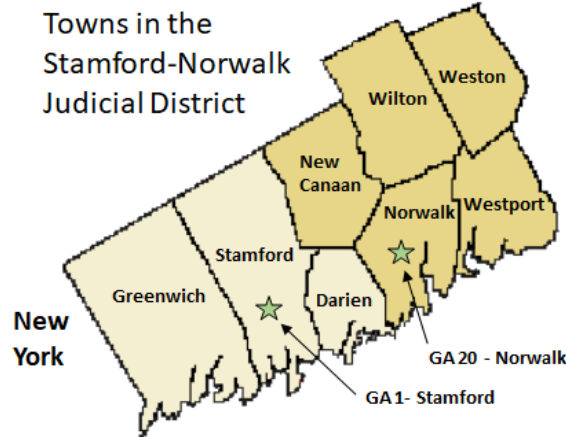 Towns in the
Stamford-Norwalk
Judicial District
Weston
Wilton
New
Canaan
Norwalk
Westport
Stamford
Greenwich
Darien
New
York
GA 20 - Norwalk
GA 1- Stamford